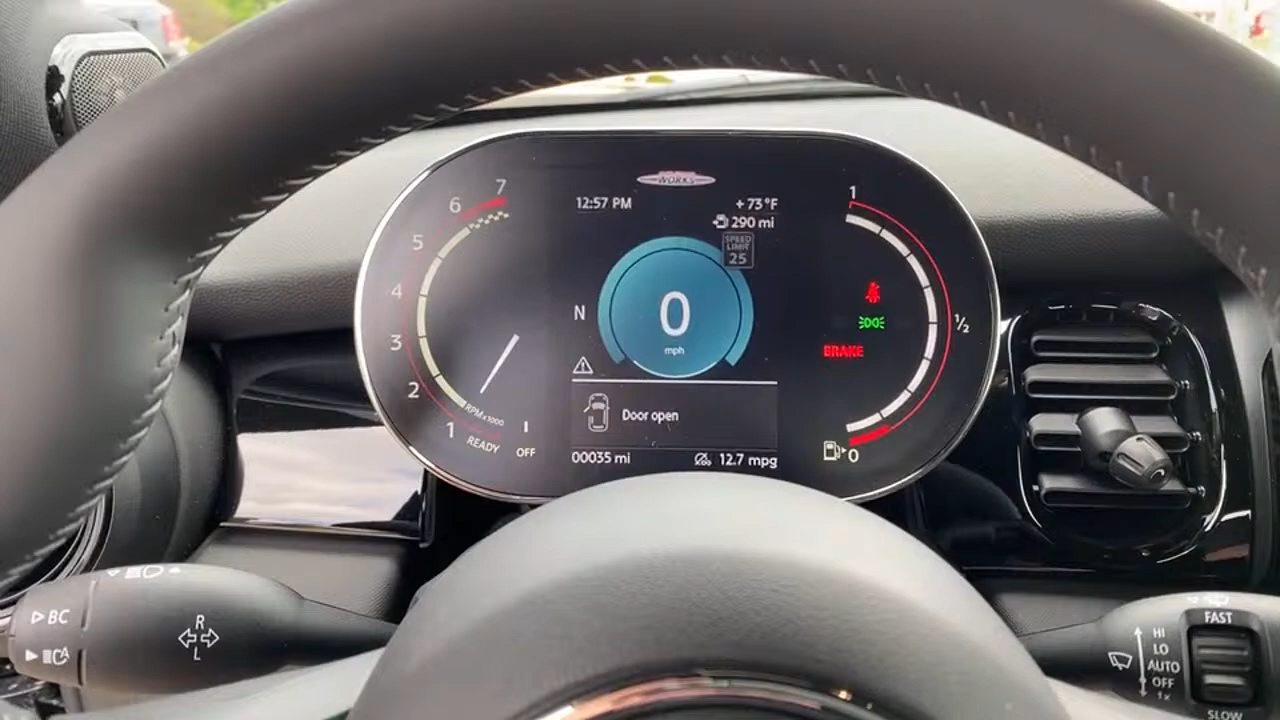 WORKS
12:57 PM
+ 73°F
290 mi
SPEED
LIMIT
25
7
6
5
4
3
2
1
RPM x1000
READY
OFF
N
0
mph
Door open
00035 mi
12.7 mpg
1
1/2
0
BRAKE
BC
A
R
L
FAST
HI
LO
AUTO
OFF
1x
SLOW